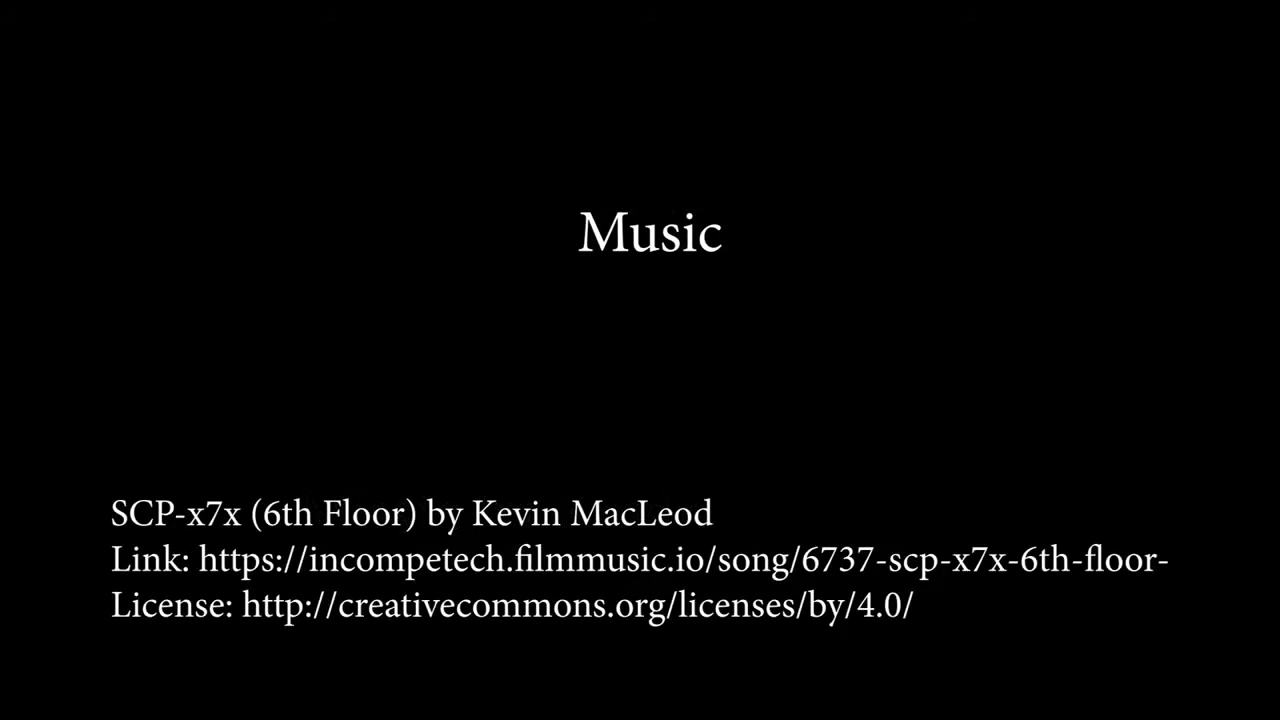 Music
SCP-x7x (6th Floor) by Kevin MacLeod
Link: https://incompetech.filmmusic.io/song/6737-scp-x7x-6th-floor-
License: http://creativecommons.org/licenses/by/4.0/